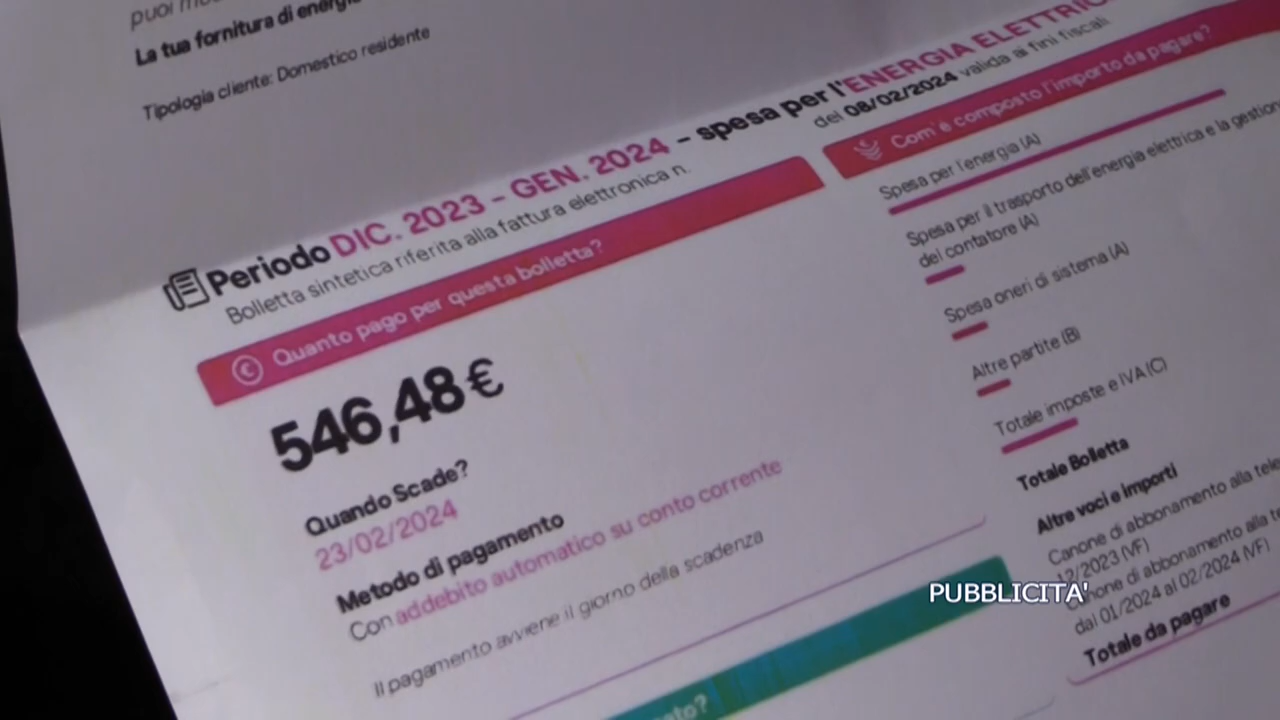 puoi
La tua fornitura di energia
Tipologia cliente: Domestico residente
Periodo DIC. 2023 - GEN. 2024 - spesa per l'ENERGIA ELETTRIC
Bolletta sintetica riferita alla fattura elettronica n.
del 08/02/2024 valida ai fini fiscali
€ Quanto pago per questa bolletta?
546,48 €
Quando Scade?
23/02/2024
Metodo di pagamento
Con addebito automatico su conto corrente
Il pagamento avviene il giorno della scadenza
Com'è composto l'importo da pagare?
Spesa per l'energia (A)
Spesa per il trasporto dell'energia elettrica e la gestion
del contatore (A)
Spesa oneri di sistema (A)
Altre partite (B)
Totale imposte e IVA (C)
Totale Bolletta
Altre voci e importi
Canone di abbonamento alla tele
12/2023 (VF)
Canone di abbonamento alla te
dal 01/2024 al 02/2024 (VF)
Totale da pagare
PUBBLICITA'